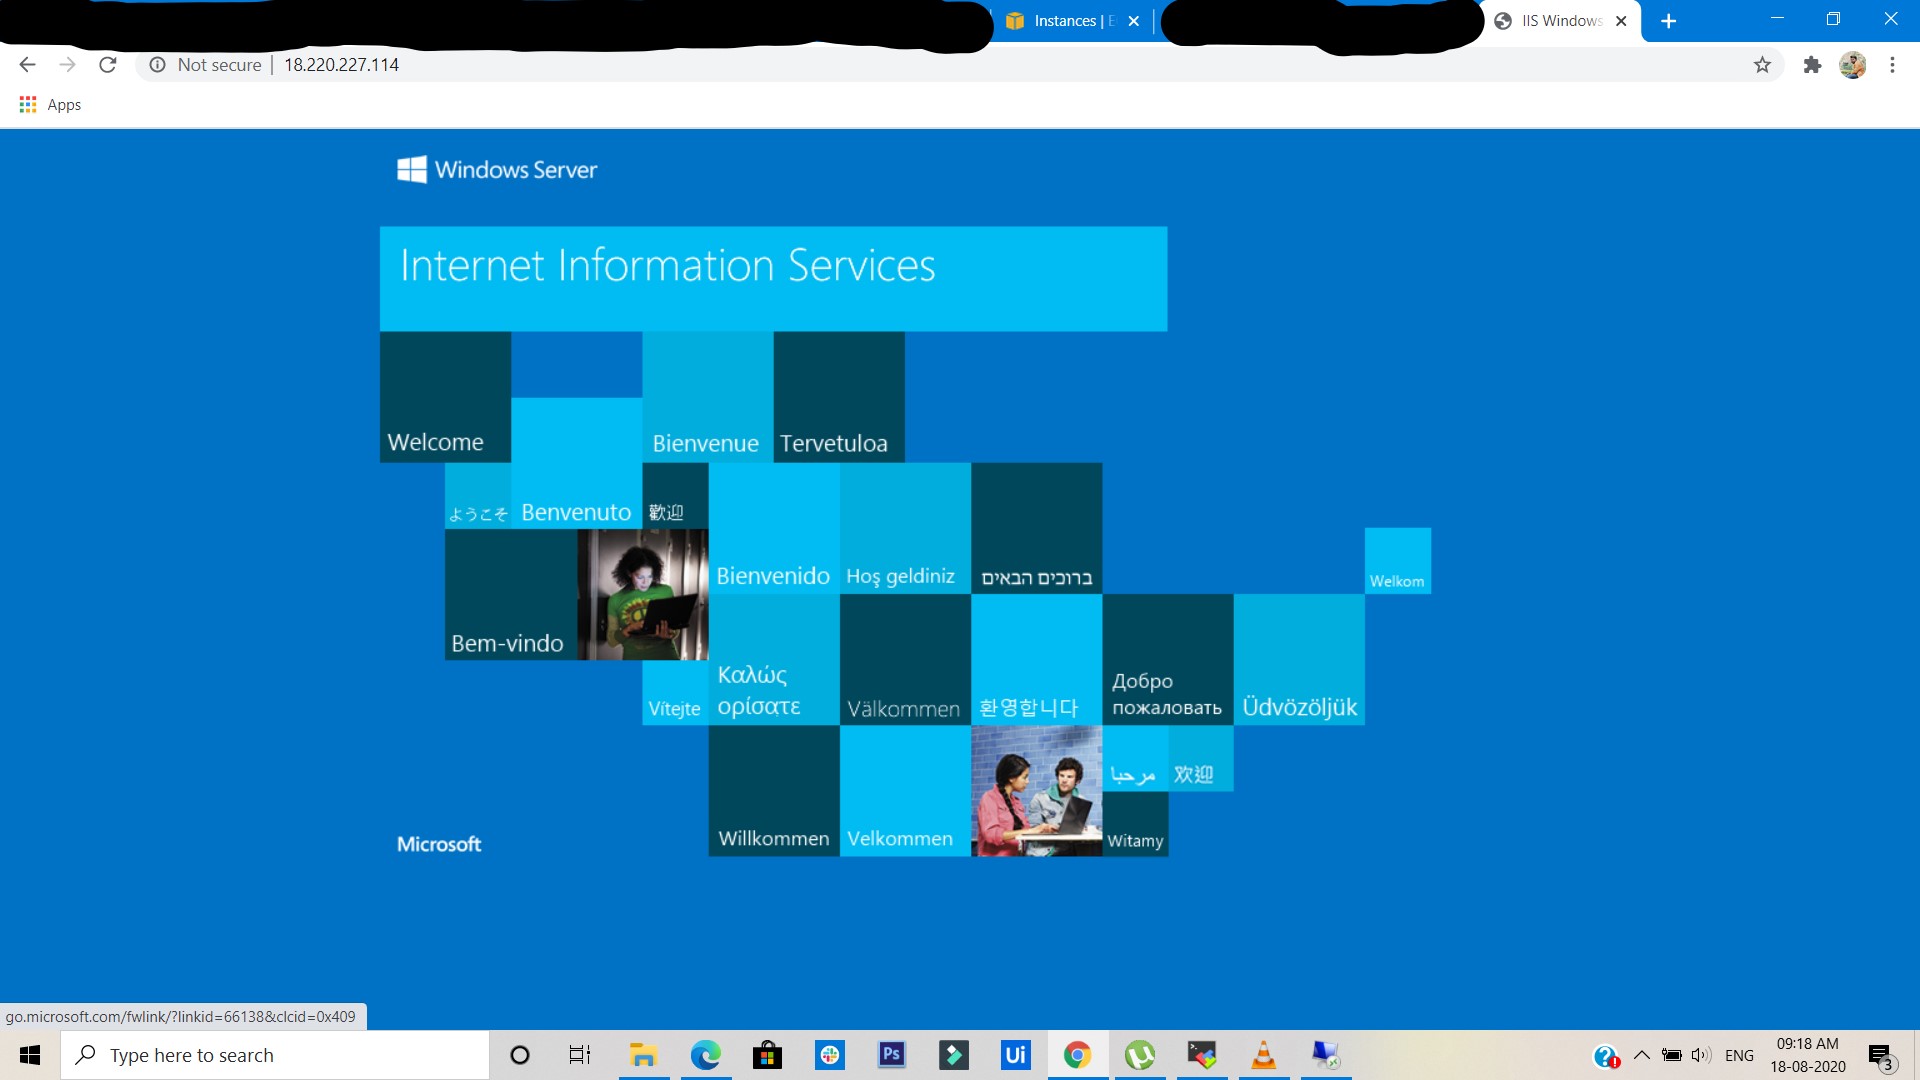 Instances | E
IIS Windows
Not secure
18.220.227.114
Apps
Windows Server
Internet Information Services
Welcome
Bienvenue
Tervetuloa
ようこそ
Benvenuto
歡迎
Bienvenido
Hoş geldiniz
ברוכים הבאים
Welkom
Bem-vindo
Vítejte
Καλώς
ορίσατε
Välkommen
환영합니다
Добро
пожаловать
Üdvözöljük
Willkommen
Velkommen
مرحبا
欢迎
Witamy
Microsoft
go.microsoft.com/fwlink/?linkid=66138&clcid=0x409
Type here to search
Ps
Ui
ENG
09:18 AM
18-08-2020
3